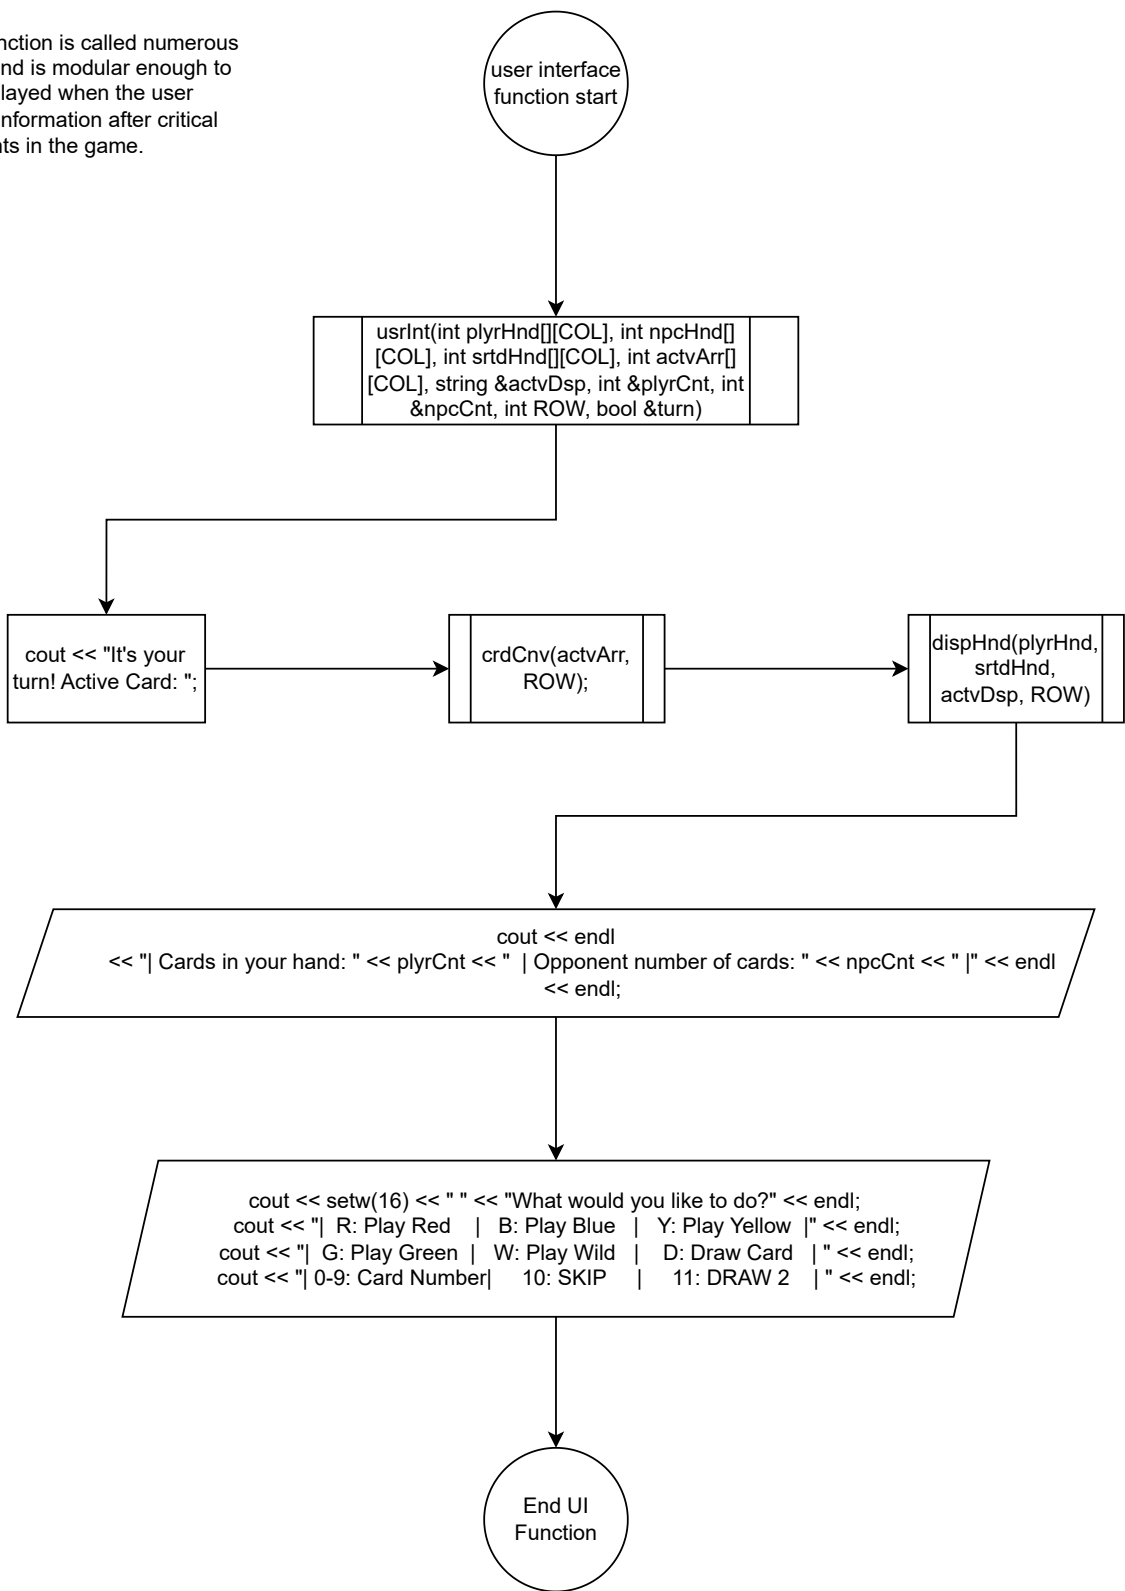 nction is called numerous
nd is modular enough to
layed when the user
nformation after critical
nts in the game.
user interface
function start
usrInt(int plyrHnd[][COL], int npcHnd[]
[COL], int srtdHnd[][COL], int actvArr[]
[COL], string &actvDsp, int &plyrCnt, int
&npcCnt, int ROW, bool &turn)
cout << "It's your
turn! Active Card: ";
crdCnv(actvArr,
ROW);
dispHnd(plyrHnd,
srtdHnd,
actvDsp, ROW)
cout << endl
<< "| Cards in your hand: " << plyrCnt << "  | Opponent number of cards: " << npcCnt << " |" << endl
<< endl;
cout << setw(16) << " " << "What would you like to do?" << endl;
cout << "|  R: Play Red    |   B: Play Blue   |   Y: Play Yellow  |" << endl;
cout << "|  G: Play Green  |   W: Play Wild   |    D: Draw Card   | " << endl;
cout << "| 0-9: Card Number|     10: SKIP     |     11: DRAW 2    | " << endl;
End UI
Function